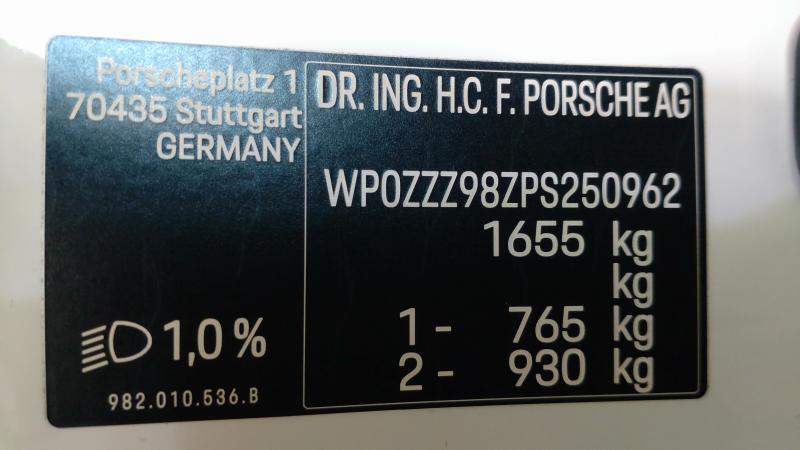 Porscheplatz 1
70435 Stuttgart
GERMANY
DR. ING. H.C. F. PORSCHE AG
WP0ZZZ98ZPS250962
1655 kg
kg
1 - 765 kg
2 - 930 kg
1,0 %
982.010.536.B